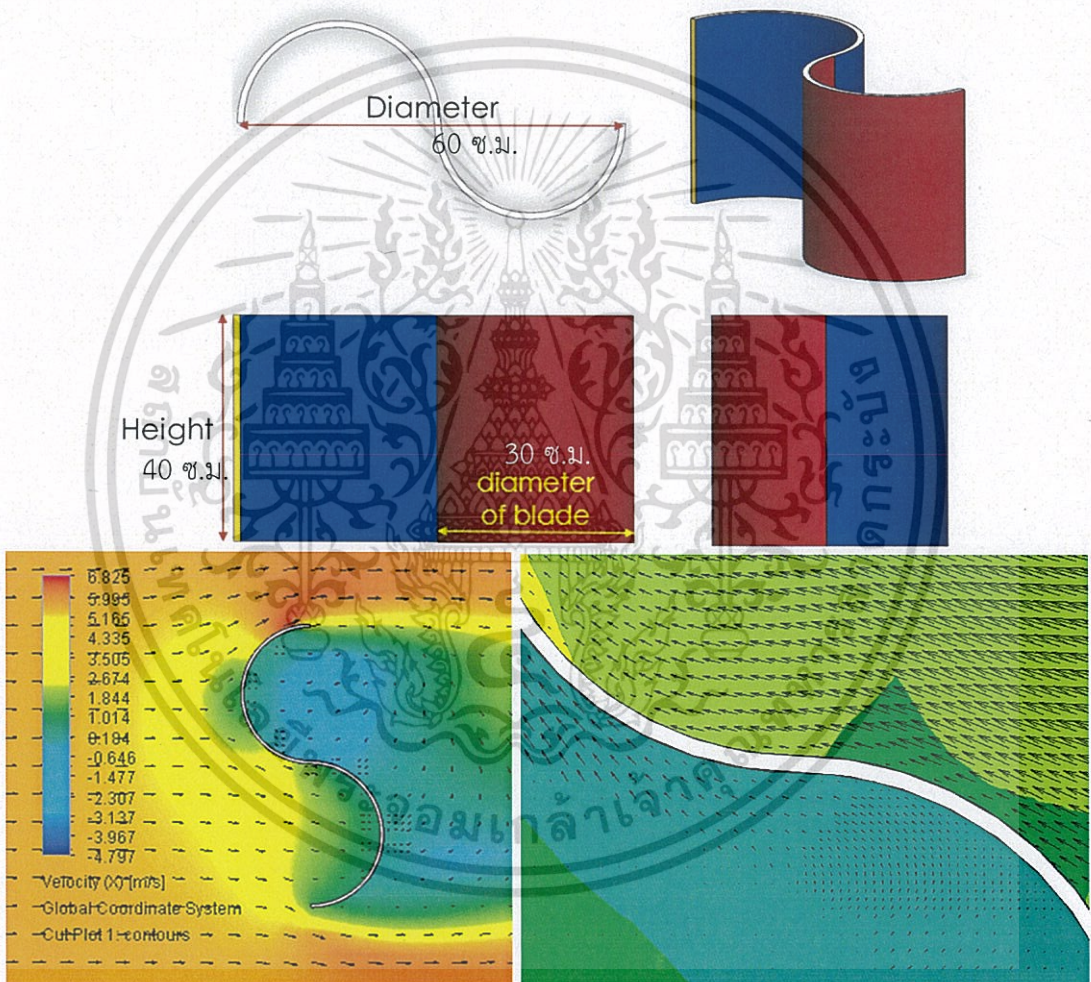 Diameter
60 ซ.ม.
Height
40 ซ.ม.
30 ซ.ม.
diameter
of blade
6.825
5.995
5.165
4.335
3.505
2.674
1.844
1.014
0.184
-0.646
-1.477
-2.307
-3.137
-3.967
-4.797
Velocity (X) [m/s]
Global Coordinate System
Cut Plot 1: contours